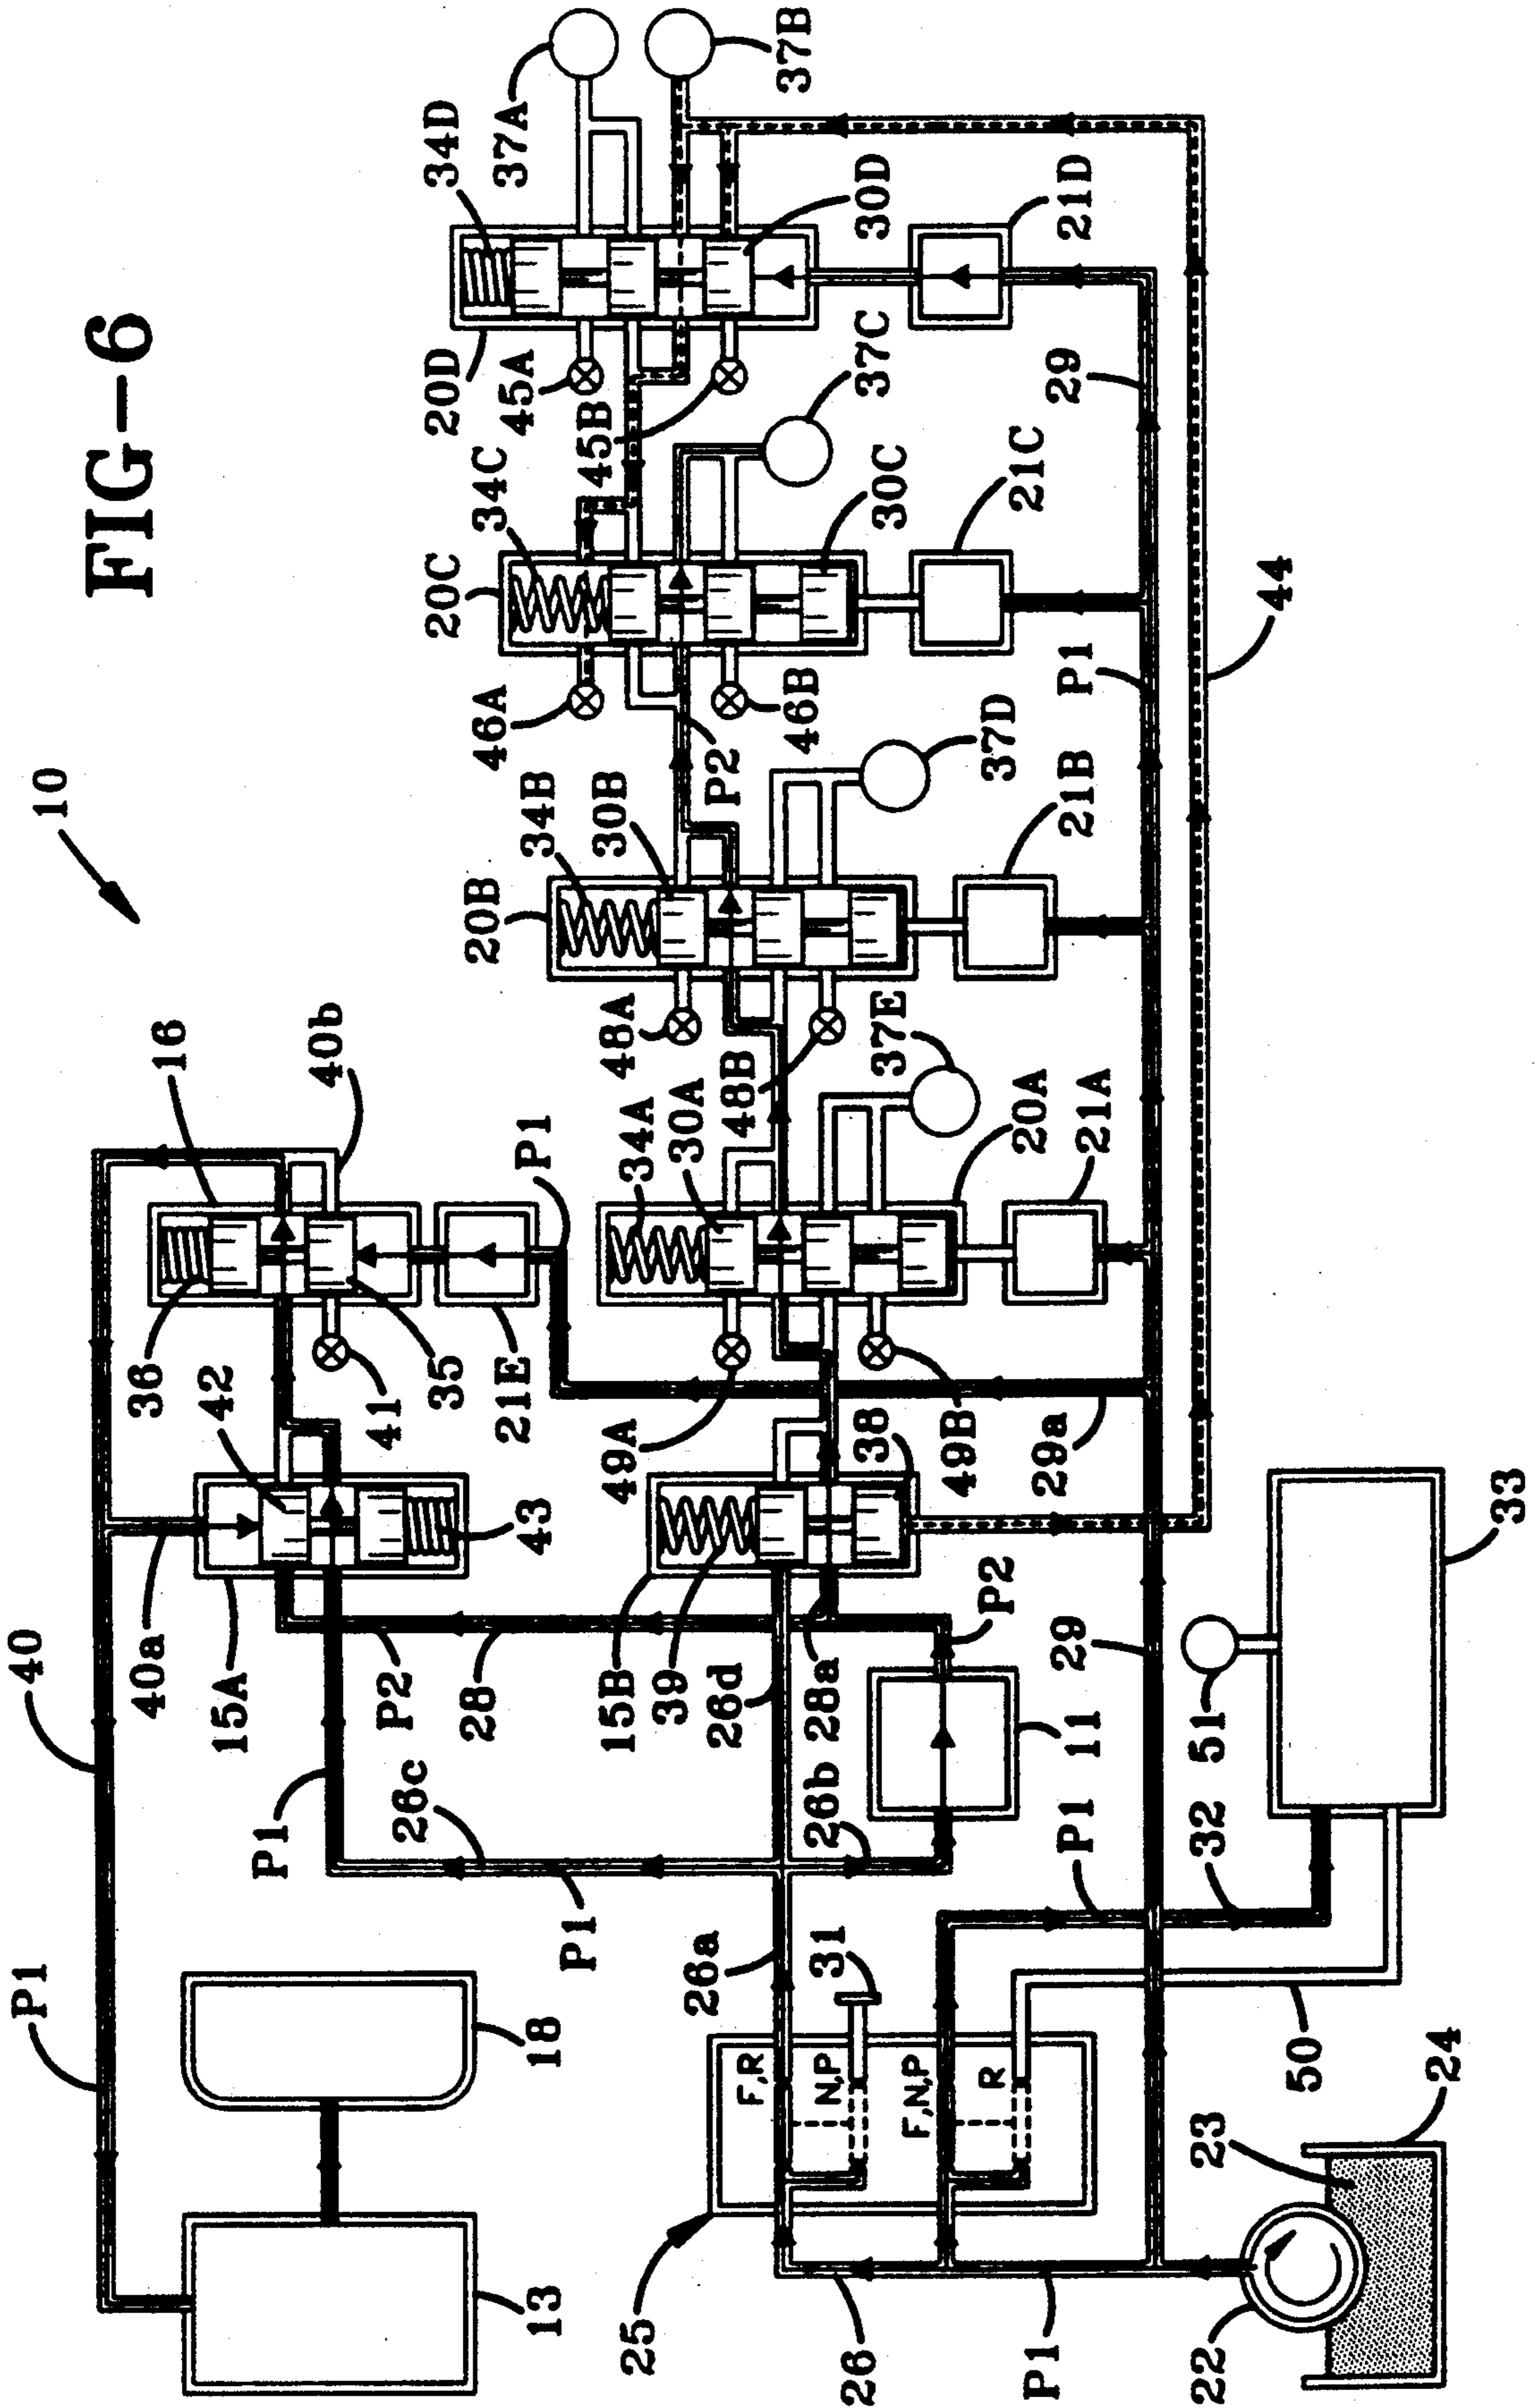 FIG-6
10
37A
37B
34D
20D
45A
45B
30D
21D
34C
20C
37C
30C
46A
46B
P2
21C
29
P1
44
34B
30B
20B
37D
21B
48A
48B
16
40b
36
41
35
42
21E
P1
34A
30A
37E
20A
21A
49A
49B
38
29a
40
40a
15A
43
P2
28
15B
39
26d
28a
P2
11
26b
26c
P1
P1
26a
31
P1
32
29
51
33
P1
18
13
25
F,R
N,P
F,N,P
R
50
24
23
22
26
P1